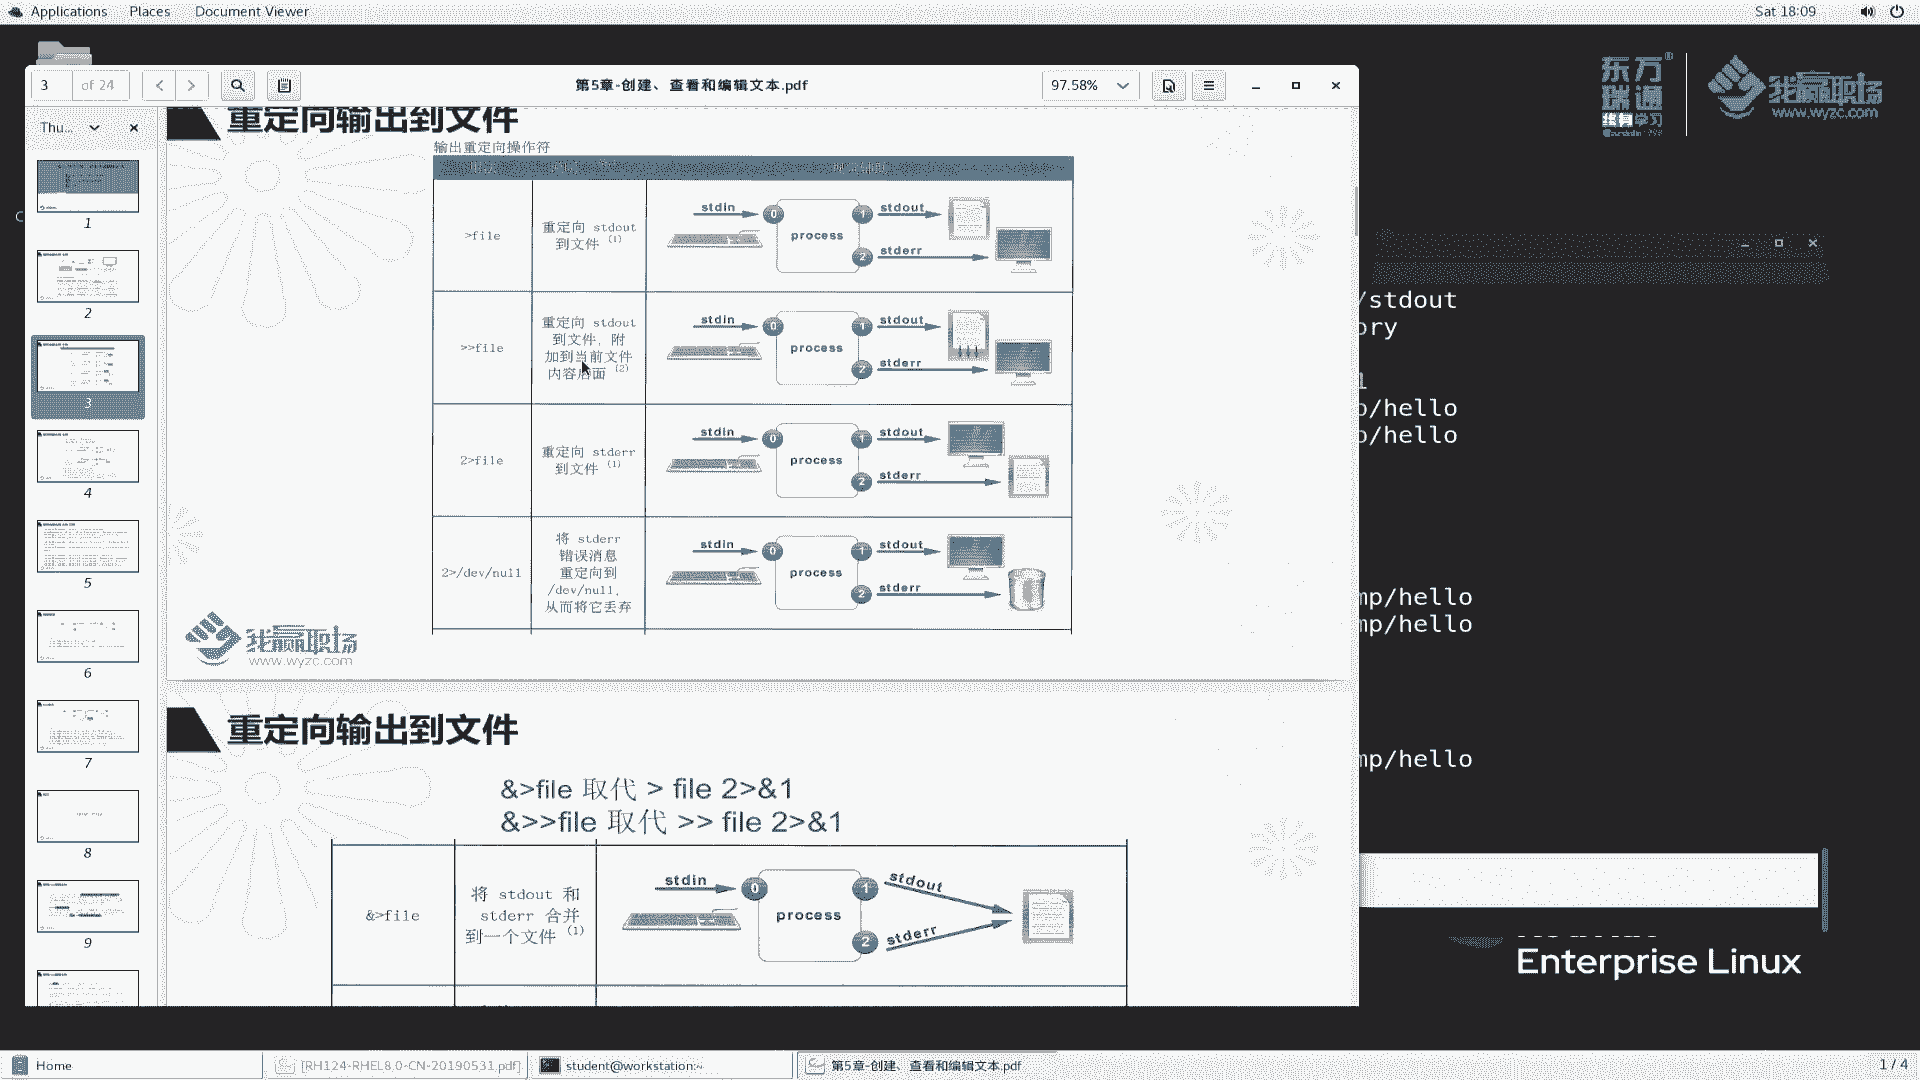 Applications
Places
Document Viewer
Sat 18:09
3
of 24
第5章-创建、查看和编辑文本.pdf
97.58%
Thu...
1
2
3
4
5
6
7
8
9
重定向输出到文件
输出重定向操作符
>file
重定向 stdout
到文件 (1)
stdin
0
process
1
stdout
2
stderr
>>file
重定向 stdout
到文件，附
加到当前文件
内容后面 (2)
stdin
0
process
1
stdout
2
stderr
2>file
重定向 stderr
到文件 (1)
stdin
0
process
1
stdout
2
stderr
2>/dev/null
将 stderr
错误消息
重定向到
/dev/null，
从而将它丢弃
stdin
0
process
1
stdout
2
stderr
我赢职场
www.wyzc.com
重定向输出到文件
&>file 取代 > file 2>&1
&>>file 取代 >> file 2>&1
&>file
将 stdout 和
stderr 合并
到一个文件 (1)
stdin
0
process
1
stdout
2
stderr
东方
瑞通
终身学习
我赢职场
www.wyzc.com
/stdout
ory
p/hello
p/hello
mp/hello
mp/hello
mp/hello
Enterprise Linux
Home
[RH124-RHEL8.0-CN-20190531.pdf]
student@workstation:~
第5章-创建、查看和编辑文本.pdf
1 / 4